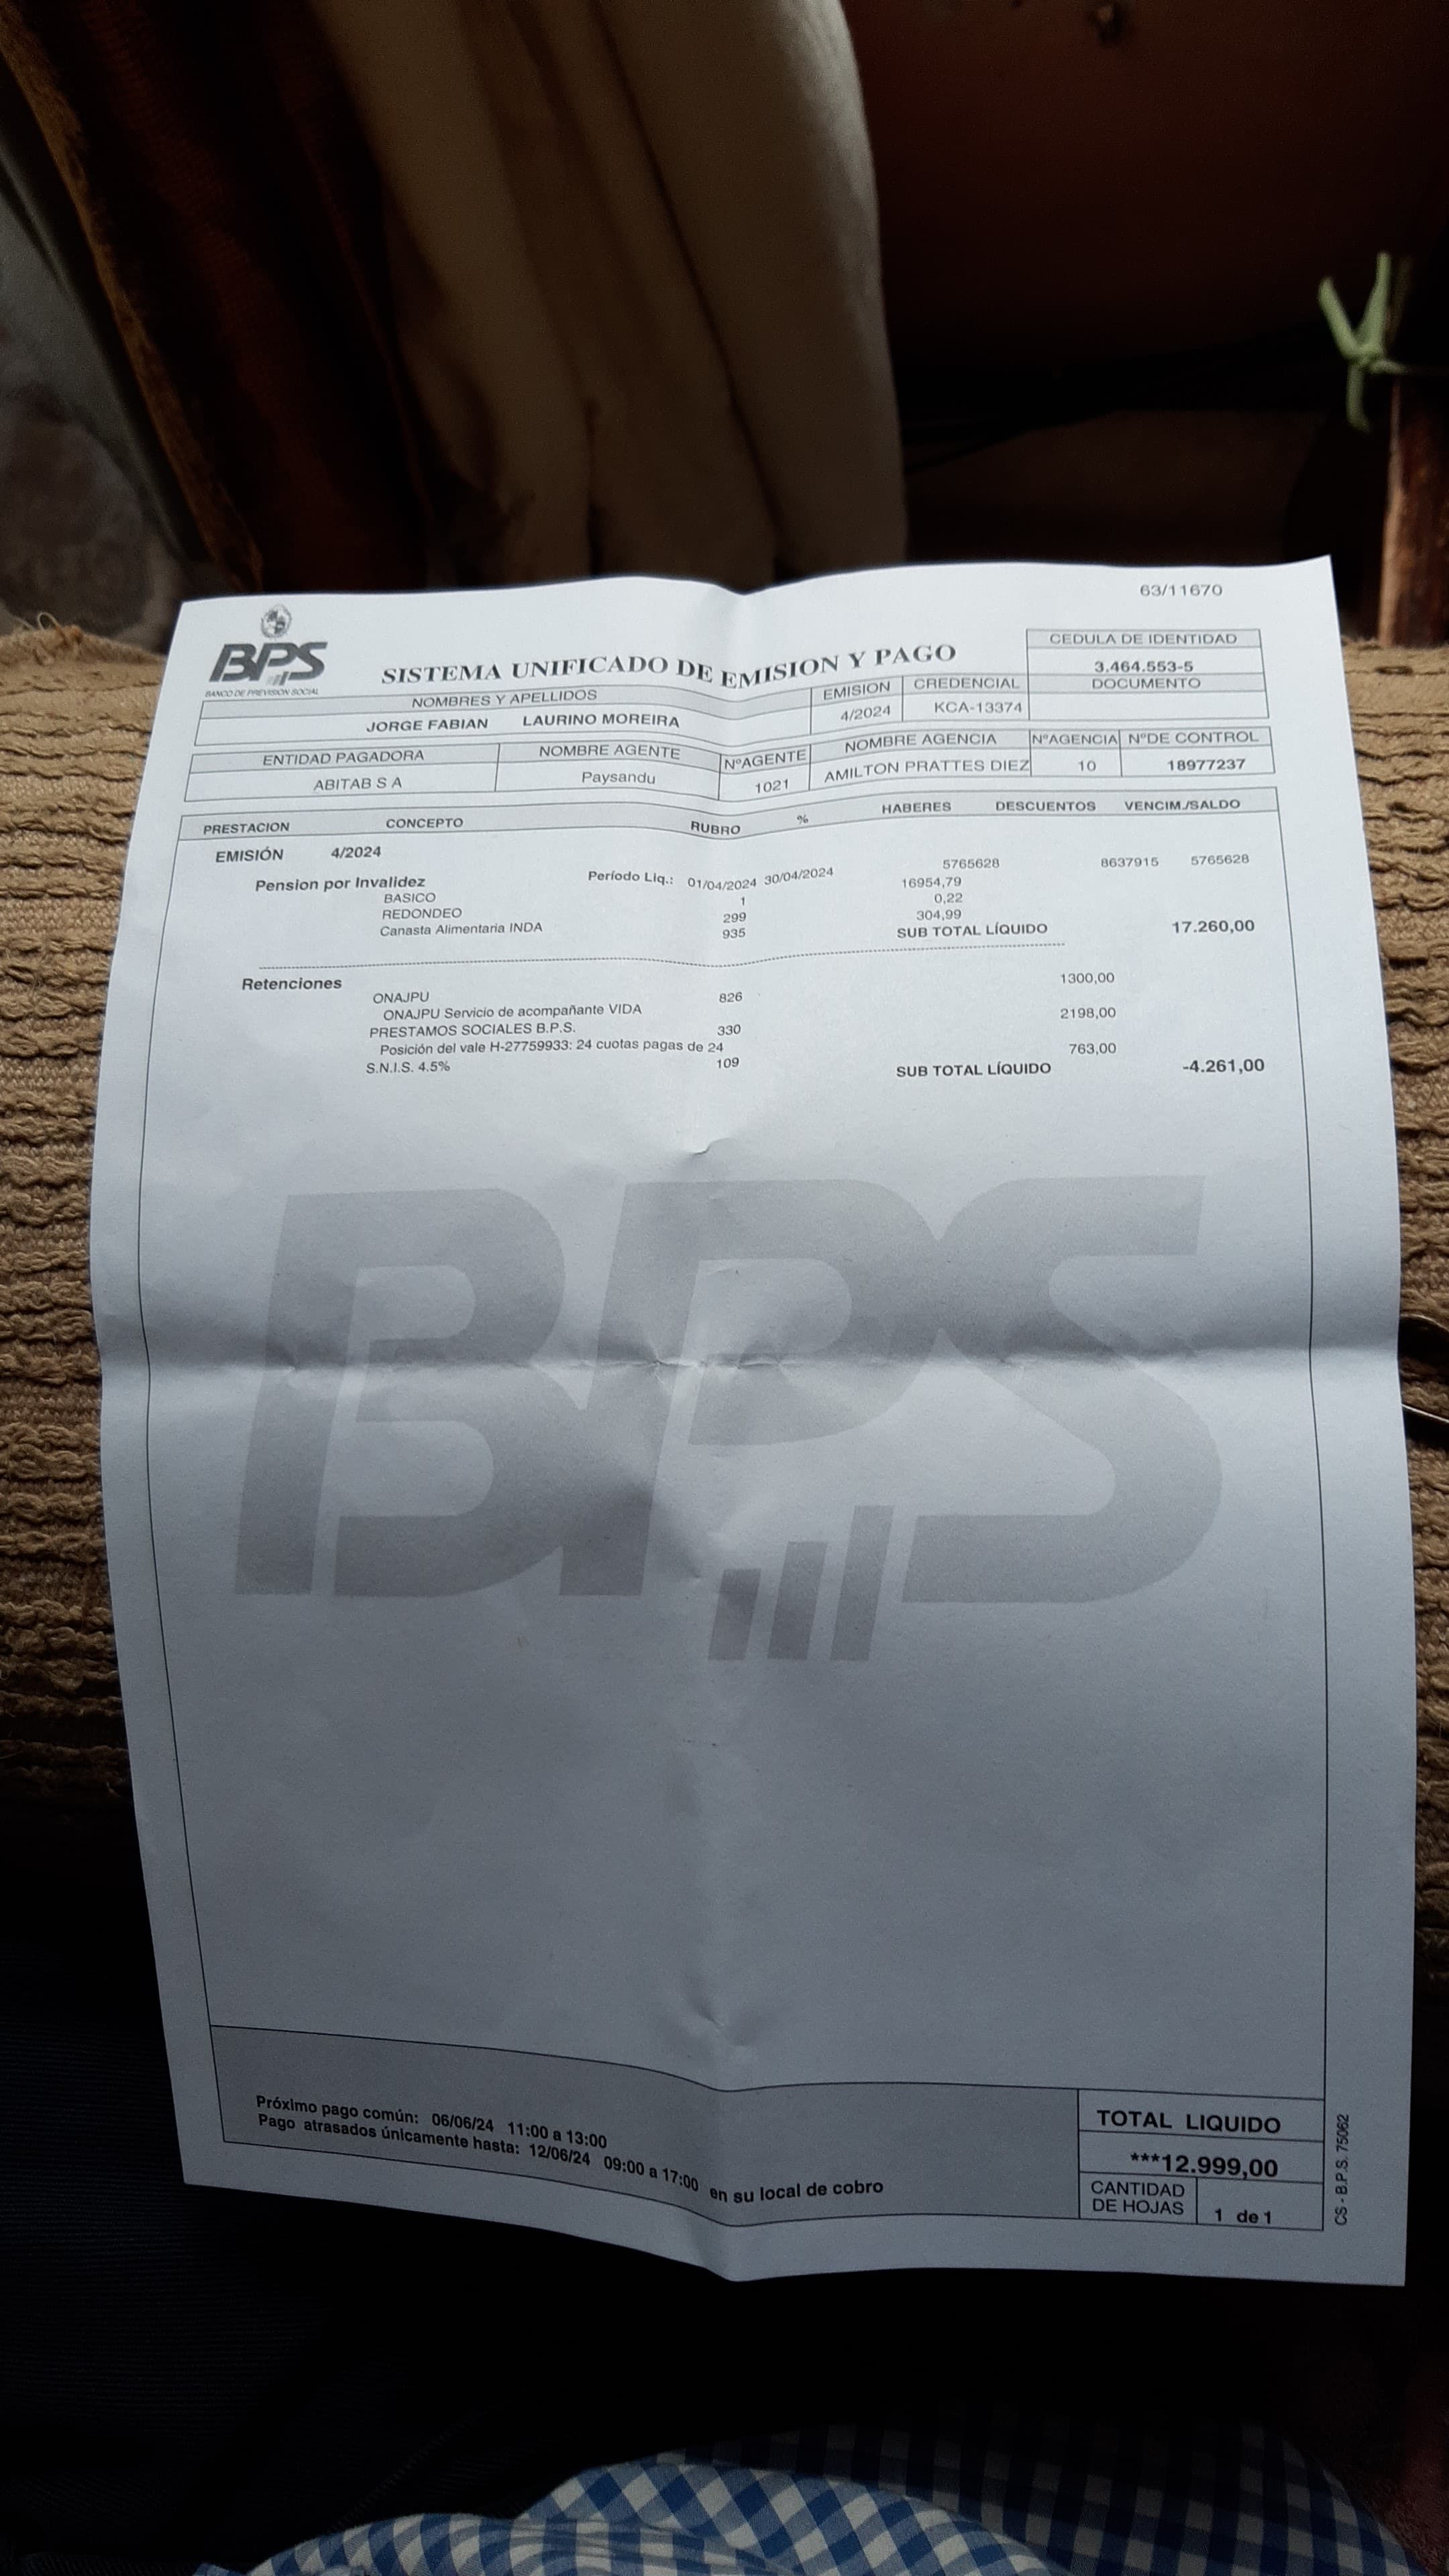 63/11670
BPS
BANCO DE PREVISION SOCIAL
SISTEMA UNIFICADO DE EMISION Y PAGO
CEDULA DE IDENTIDAD
3.464.553-5
NOMBRES Y APELLIDOS EMISION CREDENCIAL DOCUMENTO
JORGE FABIAN LAURINO MOREIRA 4/2024 KCA-13374
ENTIDAD PAGADORA NOMBRE AGENTE NºAGENTE NOMBRE AGENCIA NºAGENCIA NºDE CONTROL
ABITAB S A Paysandu 1021 AMILTON PRATTES DIEZ 10 18977237
PRESTACION CONCEPTO RUBRO % HABERES DESCUENTOS VENCIM./SALDO
EMISIÓN 4/2024
5765628 8637915 5765628
Pension por Invalidez Período Liq.: 01/04/2024 30/04/2024
BASICO 1 16954,79
REDONDEO 299 0,22
Canasta Alimentaria INDA 935 304,99
SUB TOTAL LÍQUIDO 17.260,00
Retenciones
ONAJPU 826 1300,00
ONAJPU Servicio de acompañante VIDA
PRESTAMOS SOCIALES B.P.S. 330 2198,00
Posición del vale H-27759933: 24 cuotas pagas de 24
S.N.I.S. 4.5% 109 763,00
SUB TOTAL LÍQUIDO -4.261,00
BPS
Próximo pago común: 06/06/24 11:00 a 13:00
Pago atrasados únicamente hasta: 12/06/24 09:00 a 17:00 en su local de cobro
TOTAL LIQUIDO
***12.999,00
CANTIDAD DE HOJAS 1 de 1
CS - B.P.S. 75062